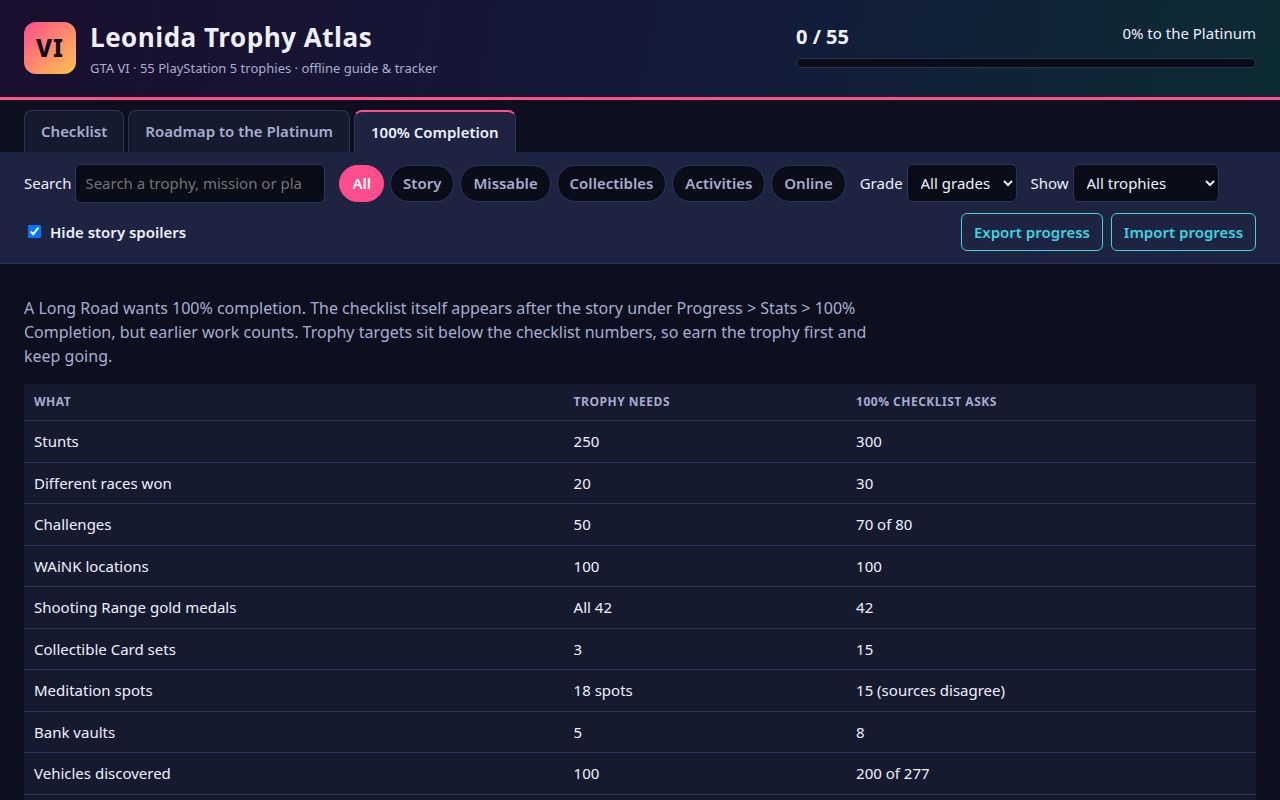 VI
Leonida Trophy Atlas
GTA VI · 55 PlayStation 5 trophies · offline guide & tracker
0 / 55
0% to the Platinum
Checklist
Roadmap to the Platinum
100% Completion
Search
Search a trophy, mission or pla
All
Story
Missable
Collectibles
Activities
Online
Grade
All grades
Show
All trophies
Hide story spoilers
Export progress
Import progress
A Long Road wants 100% completion. The checklist itself appears after the story under Progress > Stats > 100%
Completion, but earlier work counts. Trophy targets sit below the checklist numbers, so earn the trophy first and
keep going.
WHAT TROPHY NEEDS 100% CHECKLIST ASKS
Stunts 250 300
Different races won 20 30
Challenges 50 70 of 80
WAiNK locations 100 100
Shooting Range gold medals All 42 42
Collectible Card sets 3 15
Meditation spots 18 spots 15 (sources disagree)
Bank vaults 5 8
Vehicles discovered 100 200 of 277